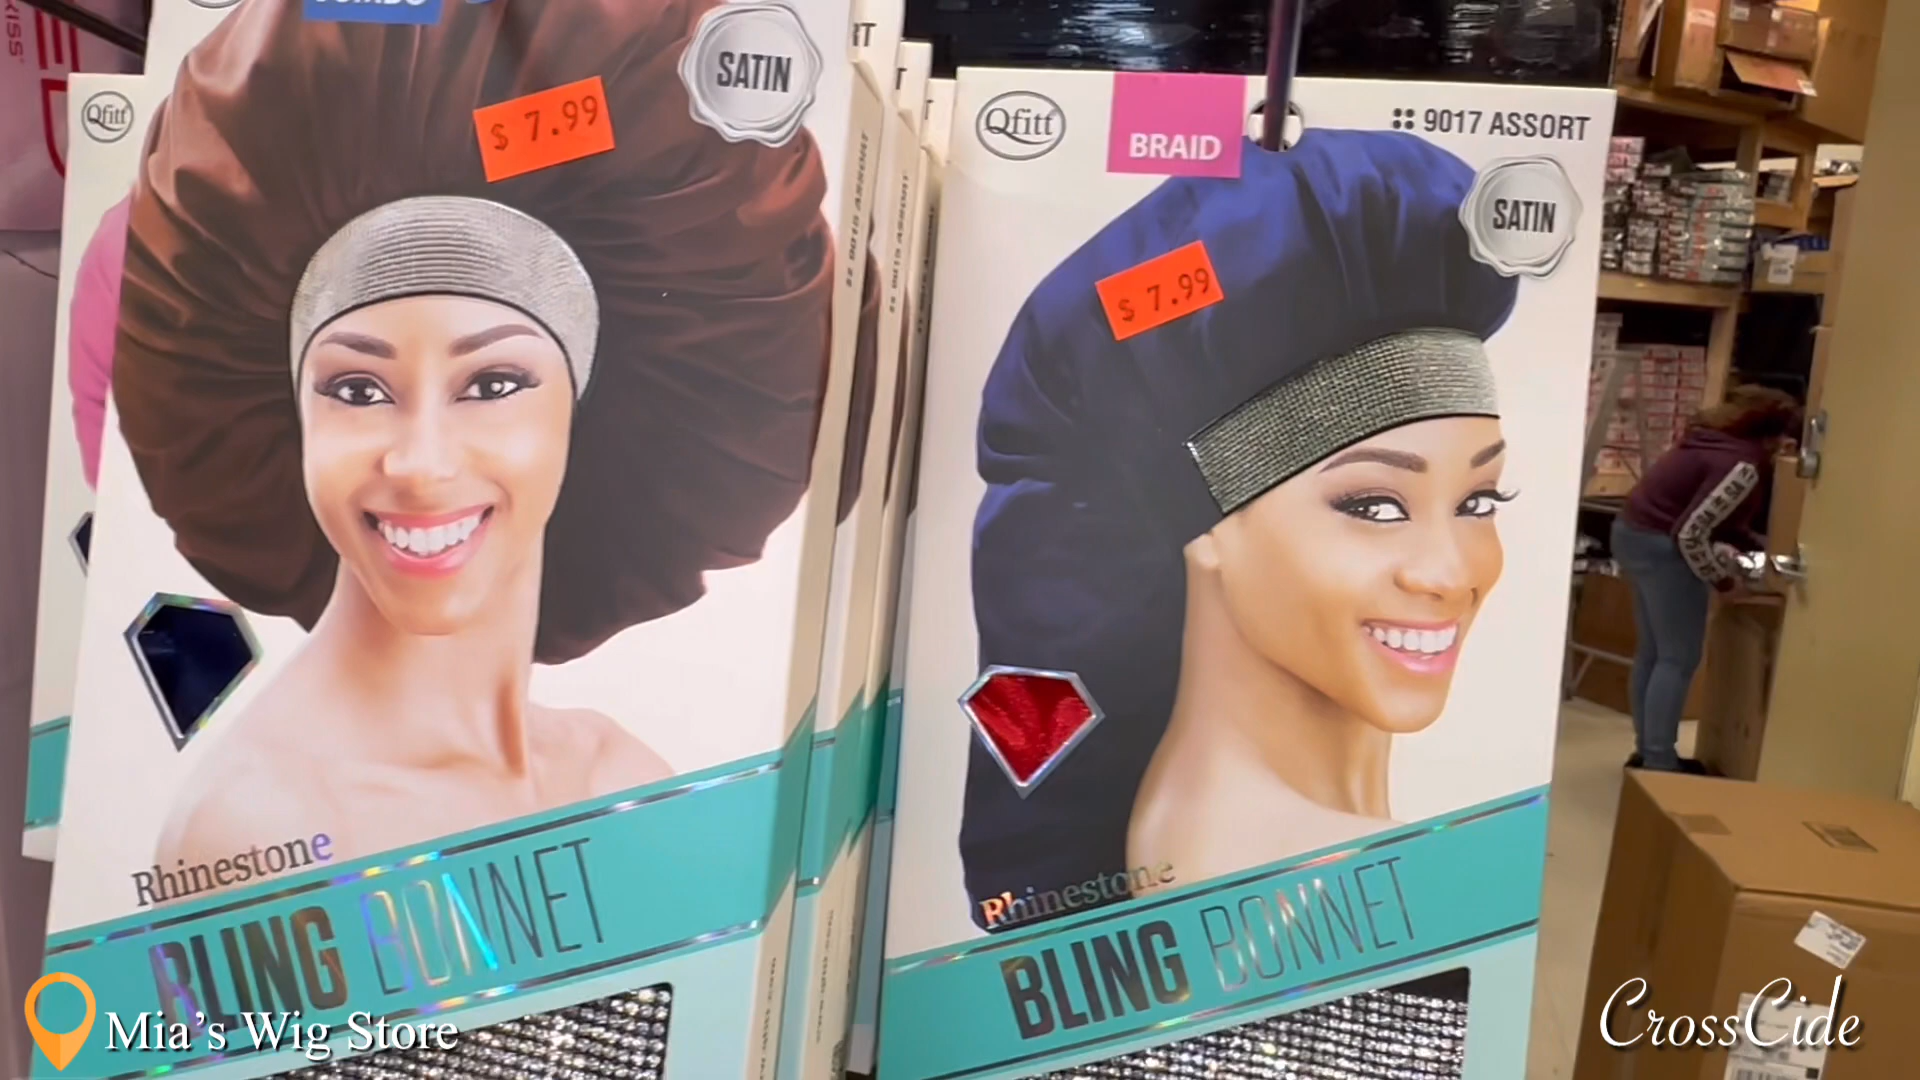 Qfitt
$ 7.99
SATIN
Rhinestone
BLING BONNET
Qfitt
BRAID
9017 ASSORT
SATIN
$ 7.99
Rhinestone
BLING BONNET
Mia's Wig Store
CrossCide